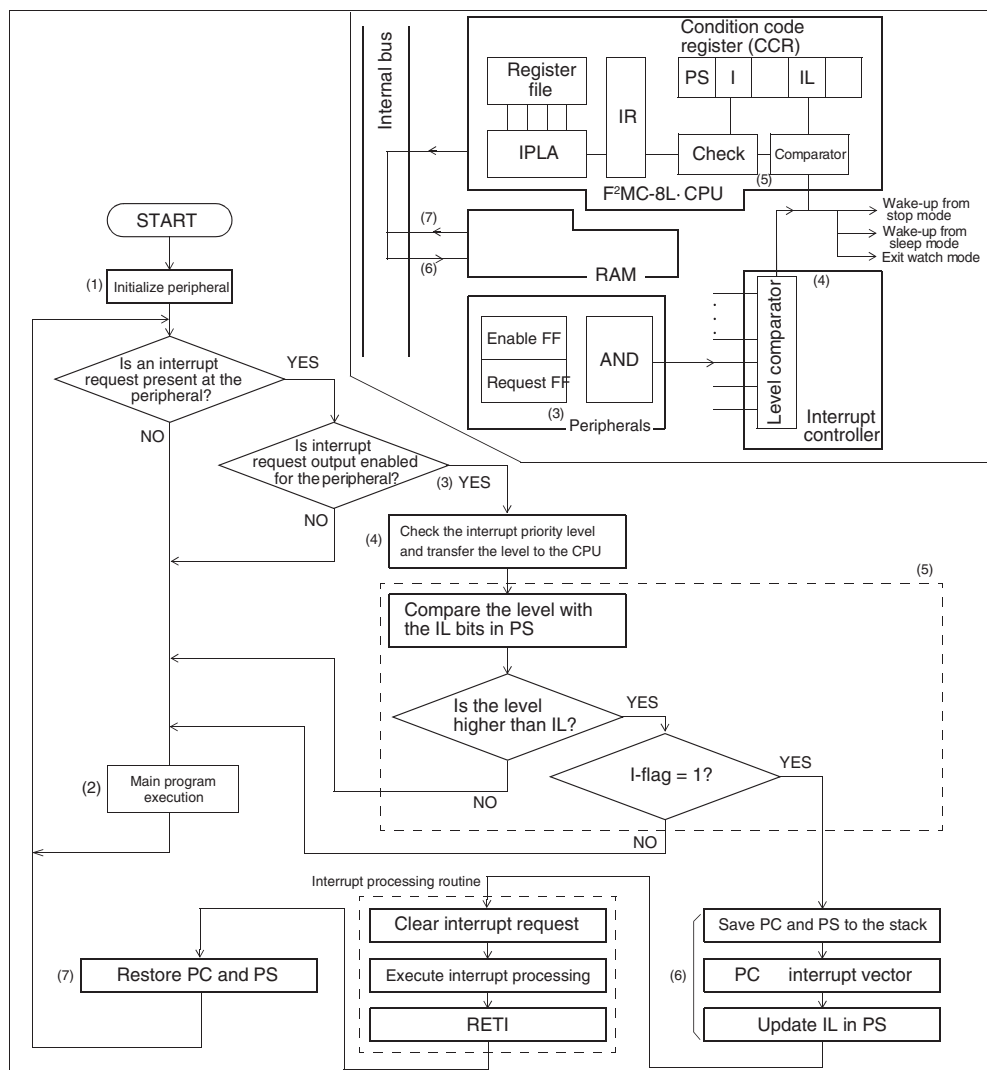 Internal bus
Condition code
register (CCR)
Register
file
IR
PS
I
IL
IPLA
Check
Comparator
(5)
F²MC-8L· CPU
(7)
(6)
RAM
Wake-up from
stop mode
Wake-up from
sleep mode
Exit watch mode
Enable FF
Request FF
(3)
AND
Peripherals
(4)
Level comparator
Interrupt
controller
START
(1)
Initialize peripheral
Is an interrupt
request present at the
peripheral?
YES
NO
Is interrupt
request output enabled
for the peripheral?
(3) YES
NO
(4)
Check the interrupt priority level
and transfer the level to the CPU
(5)
Compare the level with
the IL bits in PS
Is the level
higher than IL?
YES
NO
I-flag = 1?
YES
NO
(2)
Main program
execution
Interrupt processing routine
Clear interrupt request
Execute interrupt processing
RETI
(6)
Save PC and PS to the stack
PC interrupt vector
Update IL in PS
(7)
Restore PC and PS